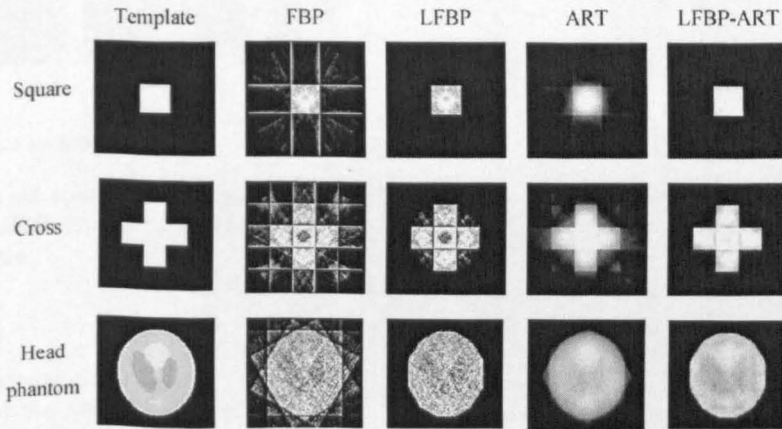 Template FBP LFBP ART LFBP-ART
Square
Cross
Head
phantom